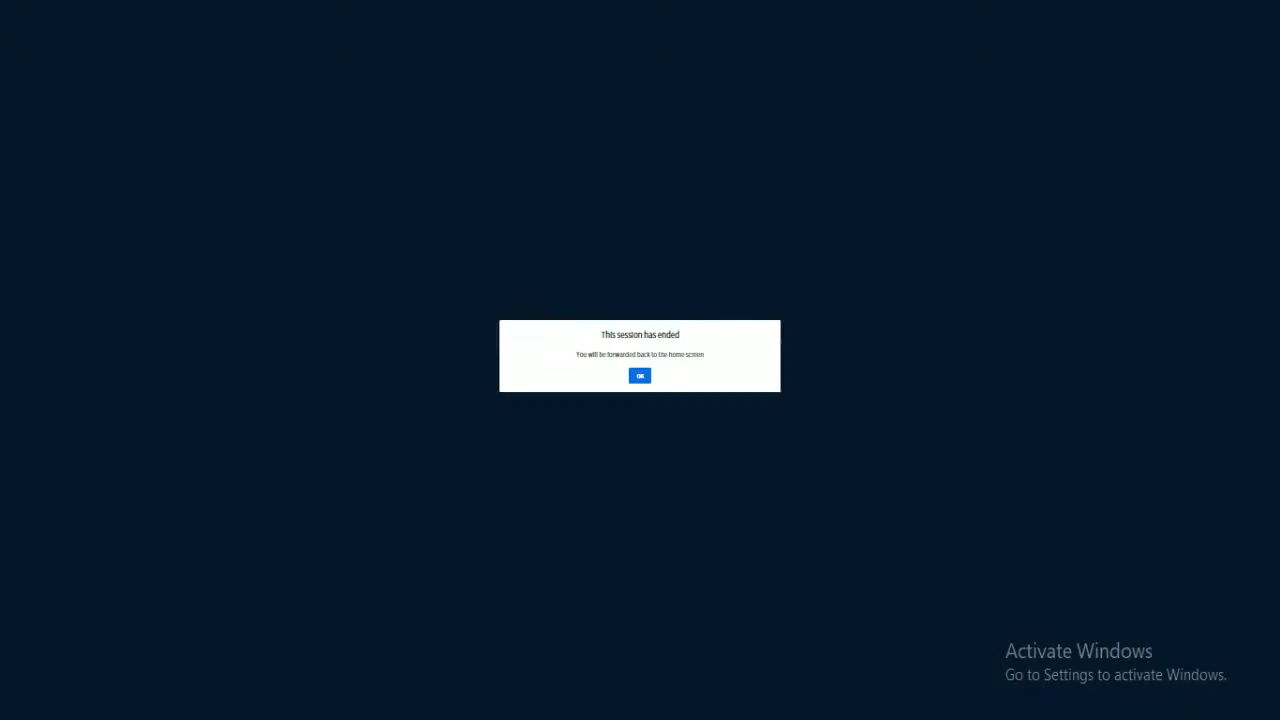 This session has ended
You will be forwarded back to the home screen
OK
Activate Windows
Go to Settings to activate Windows.